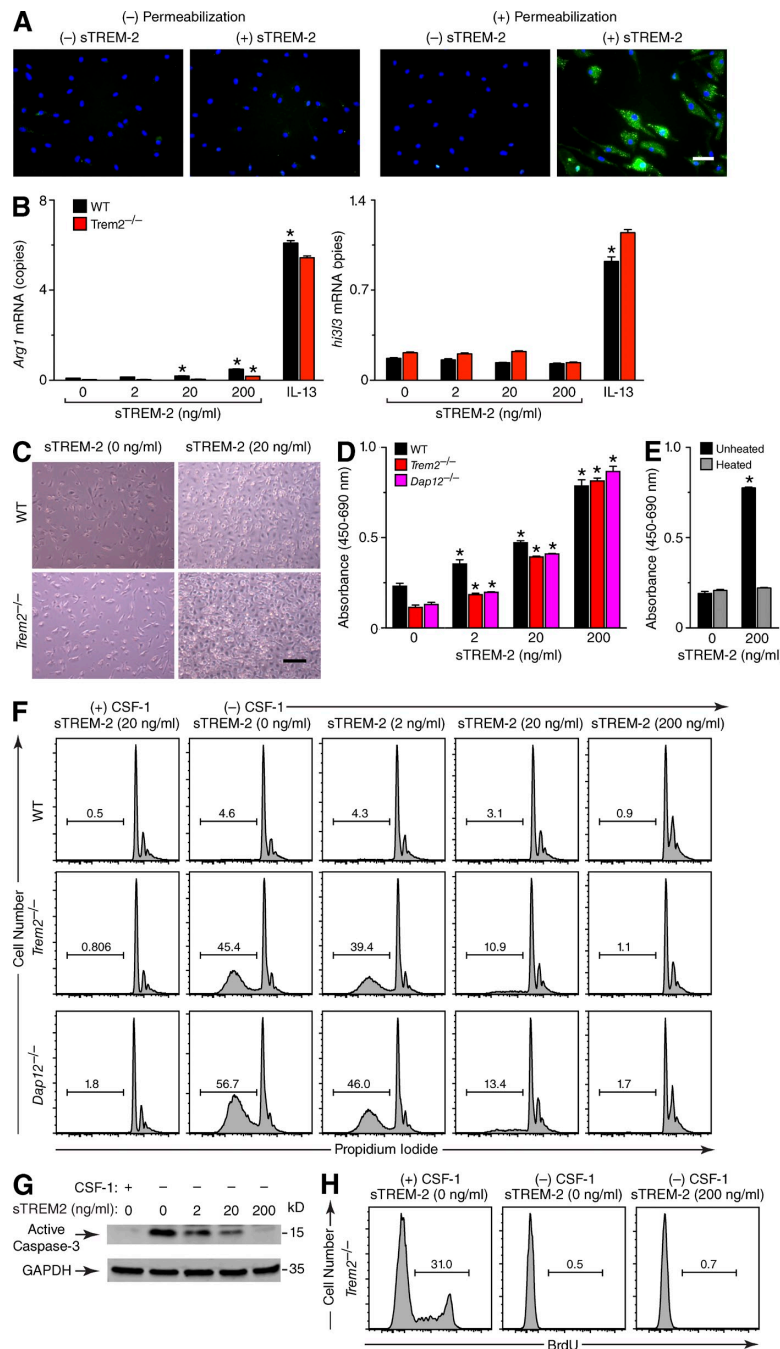 A
(–) Permeabilization
(+) Permeabilization
(–) sTREM-2
(+) sTREM-2
(–) sTREM-2
(+) sTREM-2
B
8
4
0
Arg1 mRNA (copies)
WT
Trem2–/–
*
*
*
*
0
2
20
200
IL-13
sTREM-2 (ng/ml)
1.4
0.7
0
hi3l3 mRNA bpies)
*
0
2
20
200
IL-13
sTREM-2 (ng/ml)
C
sTREM-2 (0 ng/ml)
sTREM-2 (20 ng/ml)
WT
Trem2–/–
D
1.0
0.5
0
Absorbance (450-690 nm)
WT
Trem2–/–
Dap12–/–
* * *
* * *
* * *
0
2
20
200
sTREM-2 (ng/ml)
E
1.0
0.5
0
Absorbance (450-690 nm)
Unheated
Heated
*
0
200
sTREM-2 (ng/ml)
F
(+) CSF-1
(–) CSF-1
sTREM-2 (20 ng/ml)
sTREM-2 (0 ng/ml)
sTREM-2 (2 ng/ml)
sTREM-2 (20 ng/ml)
sTREM-2 (200 ng/ml)
Cell Number
WT
0.5
4.6
4.3
3.1
0.9
Trem2–/–
0.806
45.4
39.4
10.9
1.1
Dap12–/–
1.8
56.7
46.0
13.4
1.7
Propidium Iodide
G
CSF-1: + – – – –
sTREM2 (ng/ml): 0 0 2 20 200 kD
Active Caspase-3
-15
GAPDH
-35
H
(+) CSF-1
sTREM-2 (0 ng/ml)
(–) CSF-1
sTREM-2 (0 ng/ml)
(–) CSF-1
sTREM-2 (200 ng/ml)
Cell Number
Trem2–/–
31.0
0.5
0.7
BrdU